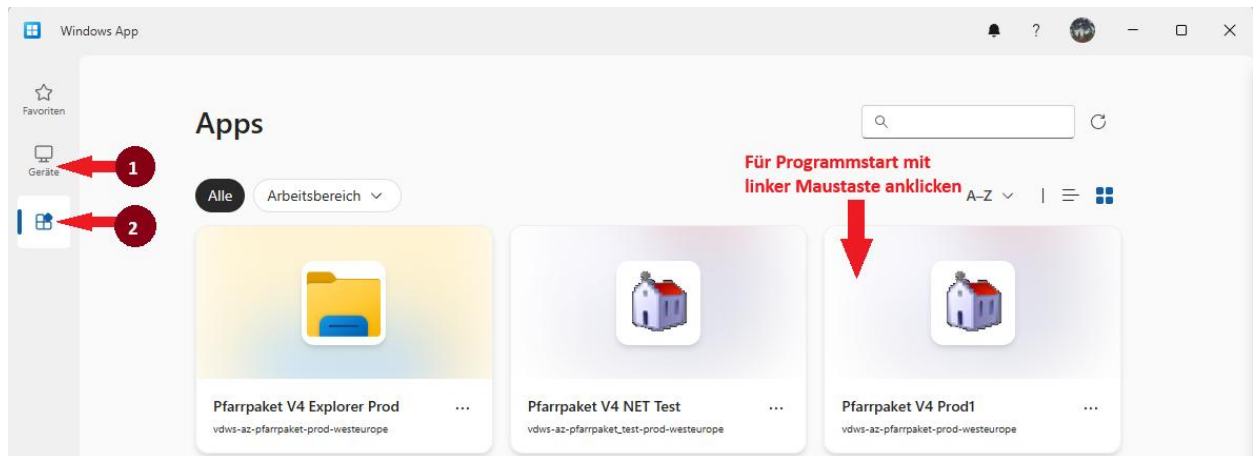 Windows App
?
Favoriten
Geräte
1
2
Apps
Für Programmstart mit
linker Maustaste anklicken
Alle
Arbeitsbereich
A–Z
Pfarrpaket V4 Explorer Prod
...
vdws-az-pfarrpaket-prod-westeurope
Pfarrpaket V4 NET Test
...
vdws-az-pfarrpaket_test-prod-westeurope
Pfarrpaket V4 Prod1
...
vdws-az-pfarrpaket-prod-westeurope